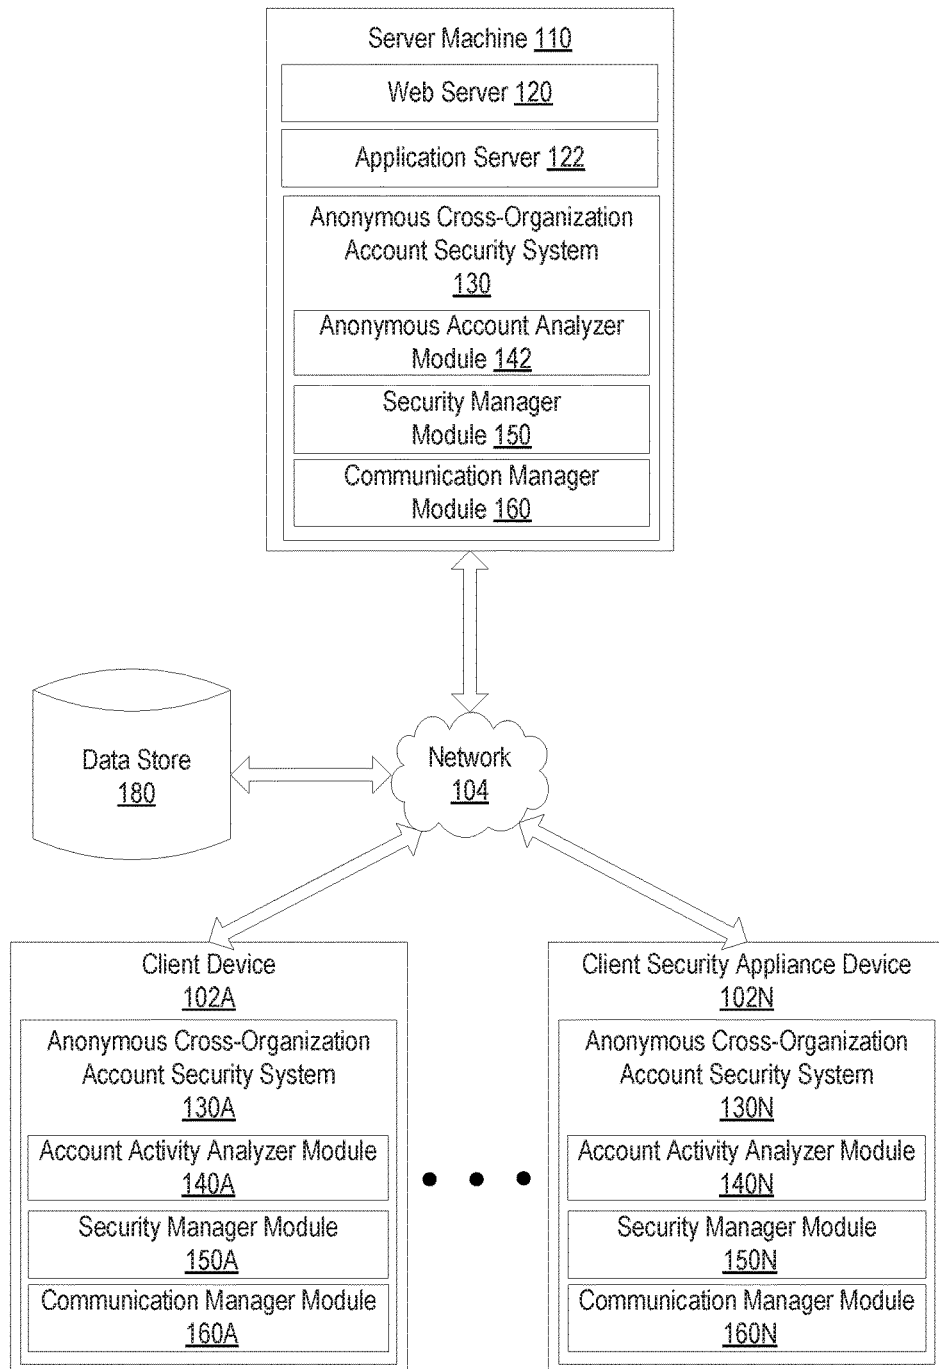 Server Machine 110
Web Server 120
Application Server 122
Anonymous Cross-Organization
Account Security System
130
Anonymous Account Analyzer
Module 142
Security Manager
Module 150
Communication Manager
Module 160
Data Store
180
Network
104
Client Device
102A
Anonymous Cross-Organization
Account Security System
130A
Account Activity Analyzer Module
140A
Security Manager Module
150A
Communication Manager Module
160A
Client Security Appliance Device
102N
Anonymous Cross-Organization
Account Security System
130N
Account Activity Analyzer Module
140N
Security Manager Module
150N
Communication Manager Module
160N